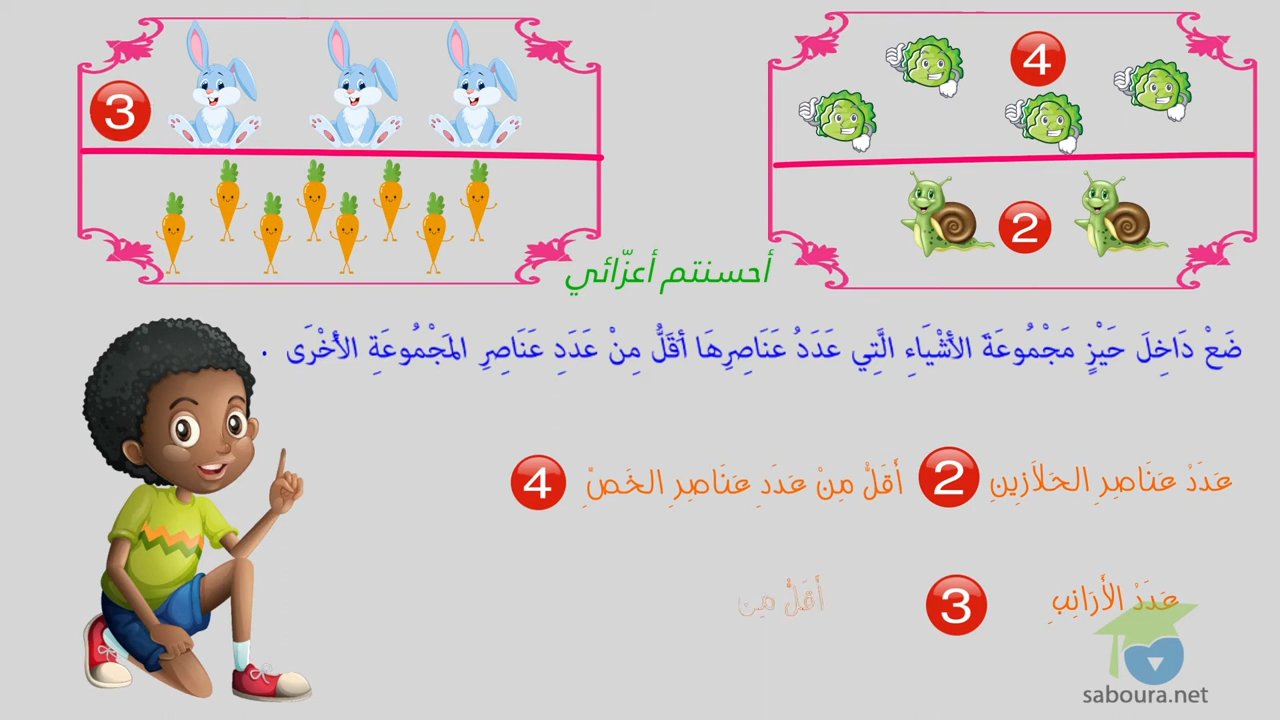 3
4
2
أحسنتم أعزّائي
ضَعْ دَاخِلَ حَيْزٍ مَجْمُوعَةَ الأَشْيَاءِ الَّتِي عَدَدُ عَنَاصِرِهَا أَقَلُّ مِنْ عَدَدِ عَنَاصِرِ المَجْمُوعَةِ الأُخْرَى .
عَدَدُ عَنَاصِرِ الحَلاَزِينِ 2 أَقَلُّ مِنْ عَدَدِ عَنَاصِرِ الخَصِّ 4
عَدَدُ الأَرَانِبِ 3 أَقَلُّ مِن
saboura.net